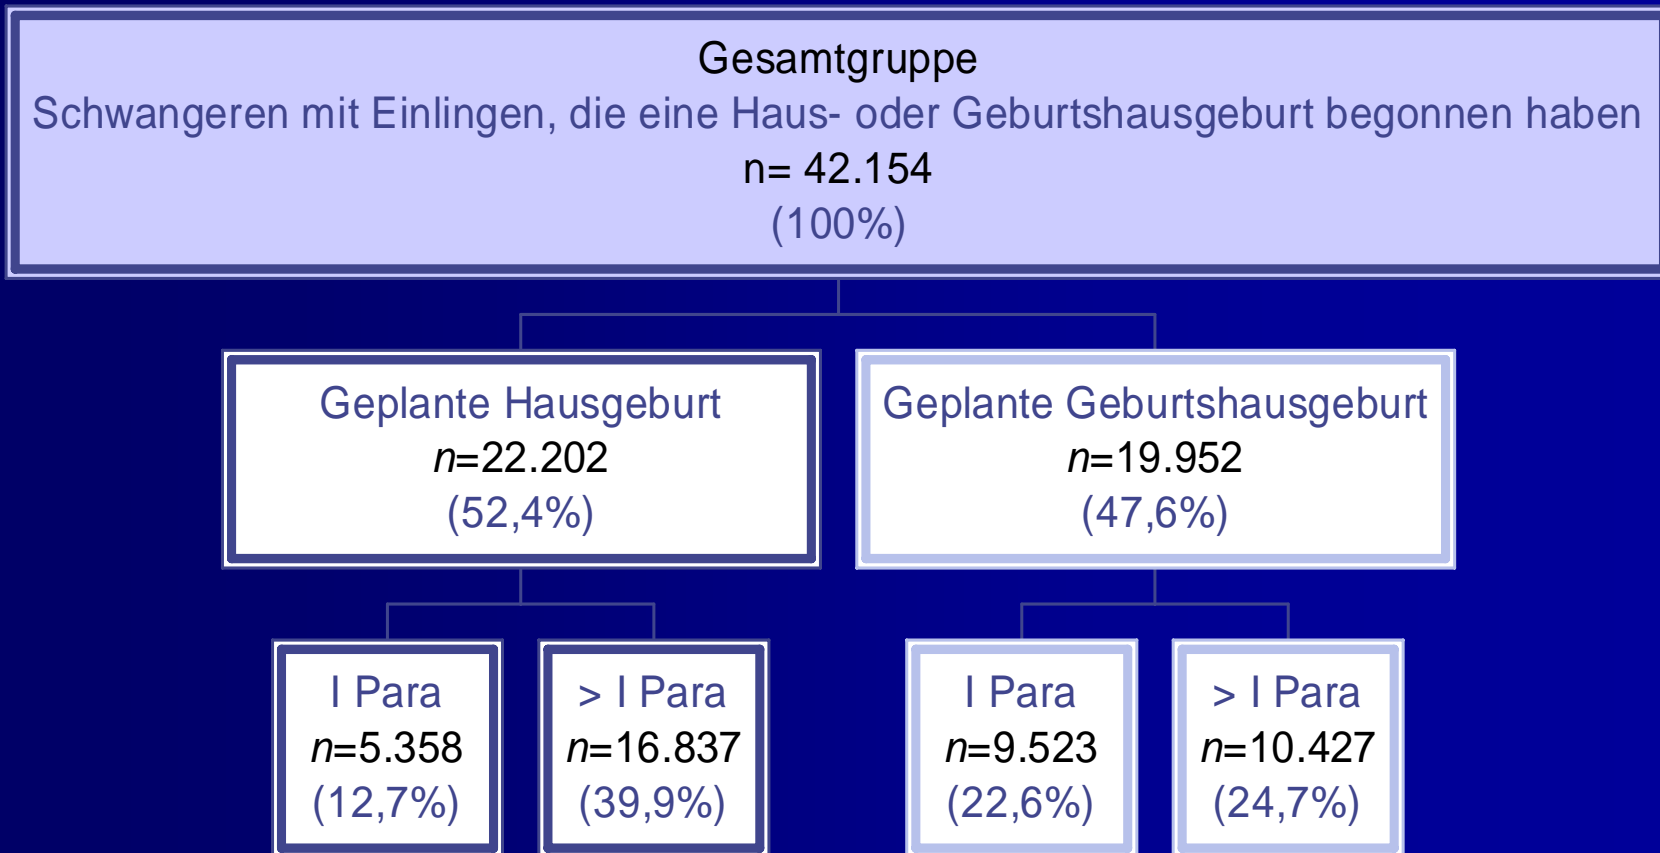 Gesamtgruppe
Schwangeren mit Einlingen, die eine Haus- oder Geburtshausgeburt begonnen haben
n= 42.154
(100%)
Geplante Hausgeburt
n=22.202
(52,4%)
Geplante Geburtshausgeburt
n=19.952
(47,6%)
I Para
n=5.358
(12,7%)
> I Para
n=16.837
(39,9%)
I Para
n=9.523
(22,6%)
> I Para
n=10.427
(24,7%)